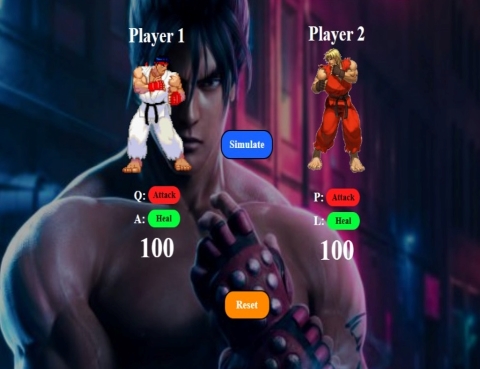 Player 1
Player 2
Simulate
Q: Attack
P: Attack
A: Heal
L: Heal
100
100
Reset